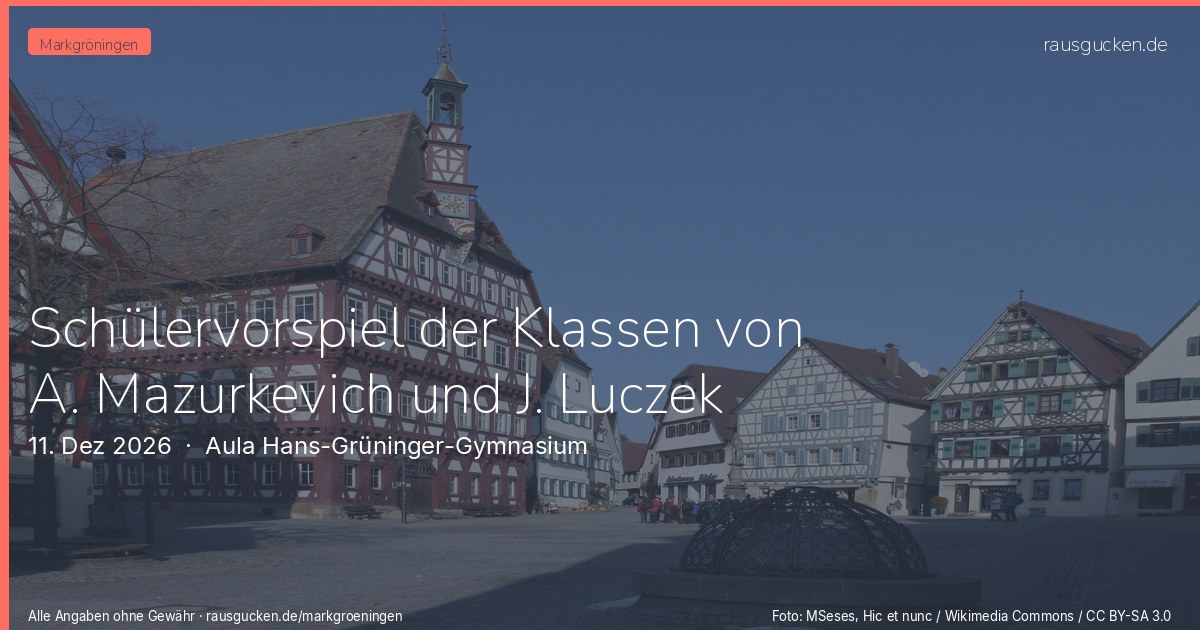 Markgröningen
rausgucken.de
Schülervorspiel der Klassen von
A. Mazurkevich und J. Luczek
11. Dez 2026 · Aula Hans-Grüninger-Gymnasium
Alle Angaben ohne Gewähr · rausgucken.de/markgroeningen
Foto: MSeses, Hic et nunc / Wikimedia Commons / CC BY-SA 3.0